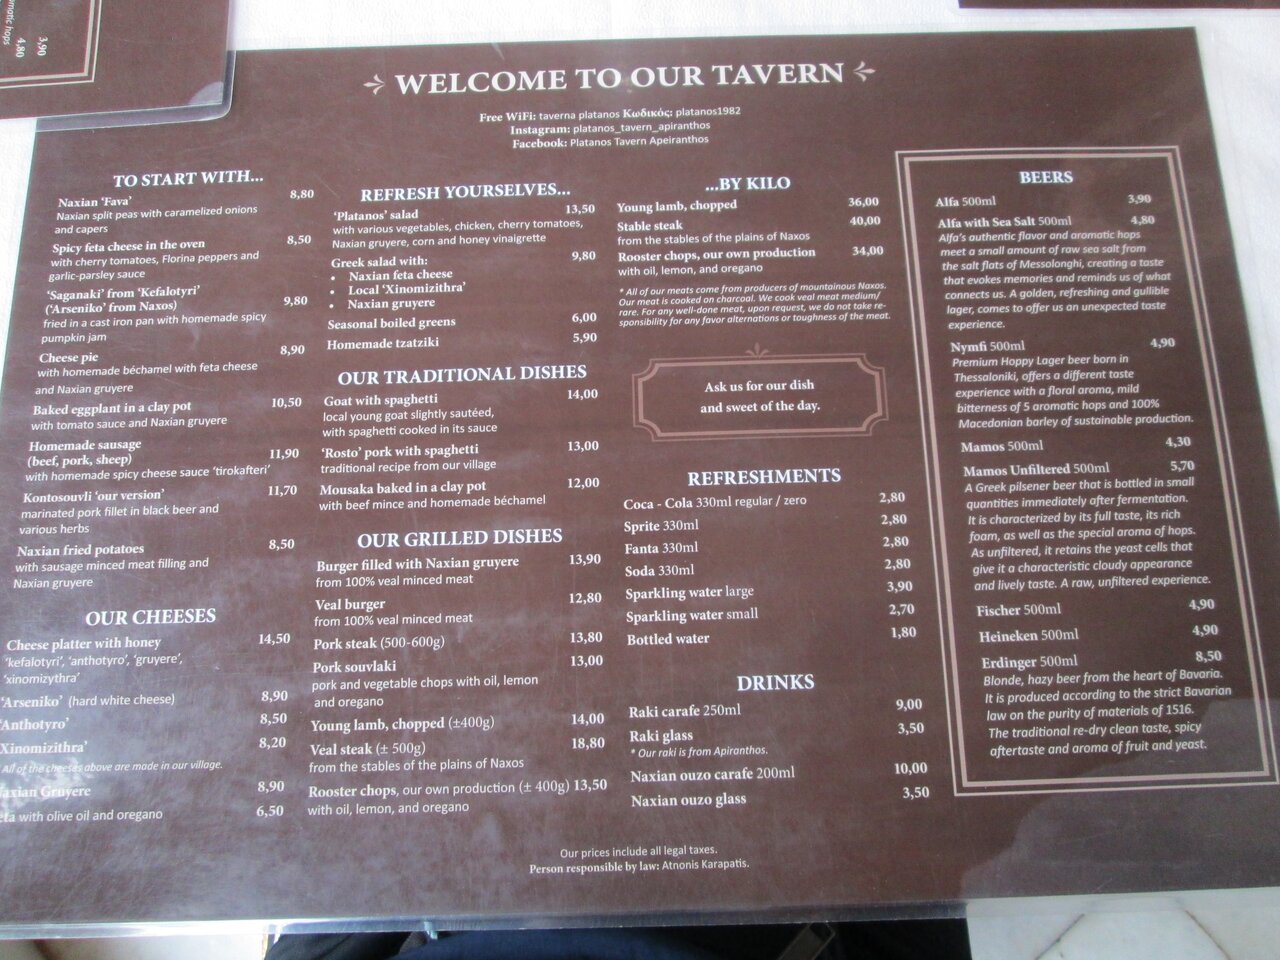 WELCOME TO OUR TAVERN
Free WiFi: taverna platanos Κωδικός: platanos1982
Instagram: platanos_tavern_apiranthos
Facebook: Platanos Tavern Apeiranthos
TO START WITH...
Naxian 'Fava' 8,80
Naxian split peas with caramelized onions
and capers
Spicy feta cheese in the oven 8,50
with cherry tomatoes, Florina peppers and
garlic-parsley sauce
'Saganaki' from 'Kefalotyri'
('Arseniko' from Naxos) 9,80
fried in a cast iron pan with homemade spicy
pumpkin jam
Cheese pie 8,90
with homemade béchamel with feta cheese
and Naxian gruyere
Baked eggplant in a clay pot 10,50
with tomato sauce and Naxian gruyere
Homemade sausage
(beef, pork, sheep) 11,90
with homemade spicy cheese sauce 'tirokafteri'
Kontosouvli 'our version' 11,70
marinated pork fillet in black beer and
various herbs
Naxian fried potatoes 8,50
with sausage minced meat filling and
Naxian gruyere
OUR CHEESES
Cheese platter with honey 14,50
'kefalotyri', 'anthotyro', 'gruyere',
'xinomizythra'
'Arseniko' (hard white cheese) 8,90
'Anthotyro' 8,50
Xinomizithra' 8,20
All of the cheeses above are made in our village.
Naxian Gruyere 8,90
with olive oil and oregano 6,50
REFRESH YOURSELVES...
'Platanos' salad 13,50
with various vegetables, chicken, cherry tomatoes,
Naxian gruyere, corn and honey vinaigrette
Greek salad with: 9,80
• Naxian feta cheese
• Local 'Xinomizithra'
• Naxian gruyere
Seasonal boiled greens 6,00
Homemade tzatziki 5,90
OUR TRADITIONAL DISHES
Goat with spaghetti 14,00
local young goat slightly sautéed,
with spaghetti cooked in its sauce
'Rosto' pork with spaghetti 13,00
traditional recipe from our village
Mousaka baked in a clay pot 12,00
with beef mince and homemade béchamel
OUR GRILLED DISHES
Burger filled with Naxian gruyere 13,90
from 100% veal minced meat
Veal burger 12,80
from 100% veal minced meat
Pork steak (500-600g) 13,80
Pork souvlaki 13,00
pork and vegetable chops with oil, lemon
and oregano
Young lamb, chopped (±400g) 14,00
Veal steak (± 500g) 18,80
from the stables of the plains of Naxos
Rooster chops, our own production (± 400g) 13,50
with oil, lemon, and oregano
...BY KILO
Young lamb, chopped 36,00
Stable steak 40,00
from the stables of the plains of Naxos
Rooster chops, our own production 34,00
with oil, lemon, and oregano
* All of our meats come from producers of mountainous Naxos.
Our meat is cooked on charcoal. We cook veal meat medium/
rare. For any well-done meat, upon request, we do not take re-
sponsibility for any favor alternations or toughness of the meat.
Ask us for our dish
and sweet of the day.
REFRESHMENTS
Coca - Cola 330ml regular / zero 2,80
Sprite 330ml 2,80
Fanta 330ml 2,80
Soda 330ml 2,80
Sparkling water large 3,90
Sparkling water small 2,70
Bottled water 1,80
DRINKS
Raki carafe 250ml 9,00
Raki glass 3,50
* Our raki is from Apiranthos.
Naxian ouzo carafe 200ml 10,00
Naxian ouzo glass 3,50
BEERS
Alfa 500ml 3,90
Alfa with Sea Salt 500ml 4,80
Alfa's authentic flavor and aromatic hops
meet a small amount of raw sea salt from
the salt flats of Messolonghi, creating a taste
that evokes memories and reminds us of what
connects us. A golden, refreshing and gullible
lager, comes to offer us an unexpected taste
experience.
Nymfi 500ml 4,90
Premium Hoppy Lager beer born in
Thessaloniki, offers a different taste
experience with a floral aroma, mild
bitterness of 5 aromatic hops and 100%
Macedonian barley of sustainable production.
Mamos 500ml 4,30
Mamos Unfiltered 500ml 5,70
A Greek pilsener beer that is bottled in small
quantities immediately after fermentation.
It is characterized by its full taste, its rich
foam, as well as the special aroma of hops.
As unfiltered, it retains the yeast cells that
give it a characteristic cloudy appearance
and lively taste. A raw, unfiltered experience.
Fischer 500ml 4,90
Heineken 500ml 4,90
Erdinger 500ml 8,50
Blonde, hazy beer from the heart of Bavaria.
It is produced according to the strict Bavarian
law on the purity of materials of 1516.
The traditional re-dry clean taste, spicy
aftertaste and aroma of fruit and yeast.
Our prices include all legal taxes.
Person responsible by law: Atnonis Karapatis.
3,90
4,80
hops